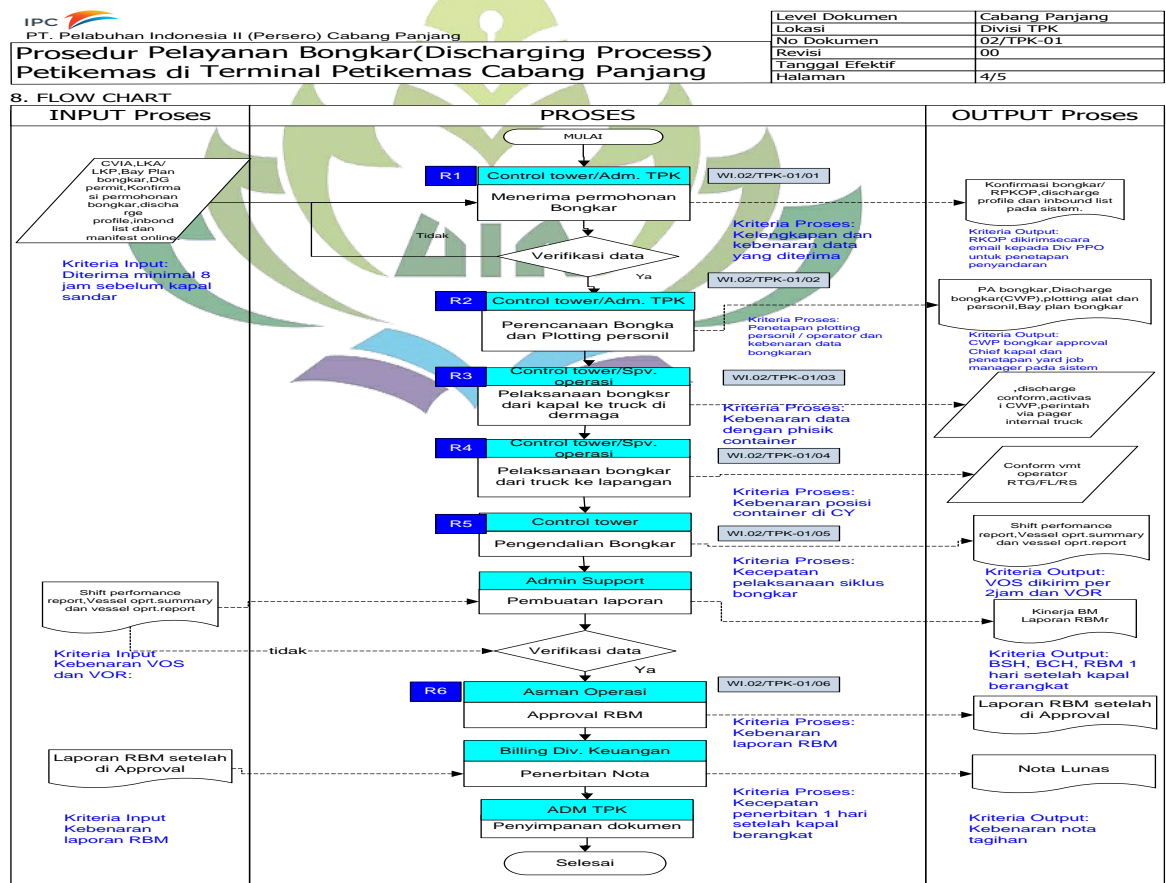 IPC
PT. Pelabuhan Indonesia II (Persero) Cabang Panjang
Prosedur Pelayanan Bongkar(Discharging Process)
Petikemas di Terminal Petikemas Cabang Panjang
Level Dokumen Cabang Panjang
Lokasi Divisi TPK
No Dokumen 02/TPK-01
Revisi 00
Tanggal Efektif
Halaman 4/5
8. FLOW CHART
INPUT Proses
PROSES
OUTPUT Proses
MULAI
CVIA,LKA/
LKP,Bay Plan
bongkar,DG
permit,Konfirma
si permohonan
bongkar,discha
rge
profile,inbond
list dan
manifest online
Kriteria Input:
Diterima minimal 8
jam sebelum kapal
sandar
R1
Control tower/Adm. TPK
Menerima permohonan
Bongkar
WI.02/TPK-01/01
Kriteria Proses:
Kelengkapan dan
kebenaran data
yang diterima
Konfirmasi bongkar/
RPKOP,discharge
profile dan inbound list
pada sistem.
Kriteria Output:
RKOP dikirimsecara
email kepada Div PPO
untuk penetapan
penyandaran
Tidak
Verifikasi data
Ya
WI.02/TPK-01/02
R2
Control tower/Adm. TPK
Perencanaan Bongka
dan Plotting personil
Kriteria Proses:
Penetapan plotting
personil / operator dan
kebenaran data
bongkaran
PA bongkar,Discharge
bongkar(CWP),plotting alat dan
personil,Bay plan bongkar
Kriteria Output:
CWP bongkar approval
Chief kapal dan
penetapan yard job
manager pada sistem
R3
Control tower/Spv.
operasi
Pelaksanaan bongksr
dari kapal ke truck di
dermaga
WI.02/TPK-01/03
Kriteria Proses:
Kebenaran data
dengan phisik
container
,discharge
conform,activas
i CWP,perintah
via pager
internal truck
R4
Control tower/Spv.
operasi
Pelaksanaan bongkar
dari truck ke lapangan
WI.02/TPK-01/04
Kriteria Proses:
Kebenaran posisi
container di CY
Conform vmt
operator
RTG/FL/RS
R5
Control tower
Pengendalian Bongkar
WI.02/TPK-01/05
Kriteria Proses:
Kecepatan
pelaksanaan siklus
bongkar
Shift perfomance
report,Vessel oprt.summary
dan vessel oprt.report
Kriteria Output:
VOS dikirim per
2jam dan VOR
Shift perfomance
report,Vessel oprt.summary
dan vessel oprt.report
Kriteria Input
Kebenaran VOS
dan VOR:
Admin Support
Pembuatan laporan
Kinerja BM
Laporan RBMr
Kriteria Output:
BSH, BCH, RBM 1
hari setelah kapal
berangkat
tidak
Verifikasi data
Ya
R6
Asman Operasi
Approval RBM
WI.02/TPK-01/06
Kriteria Proses:
Kebenaran
laporan RBM
Laporan RBM setelah
di Approval
Laporan RBM setelah
di Approval
Kriteria Input
Kebenaran
laporan RBM
Billing Div. Keuangan
Penerbitan Nota
Kriteria Proses:
Kecepatan
penerbitan 1 hari
setelah kapal
berangkat
Nota Lunas
Kriteria Output:
Kebenaran nota
tagihan
ADM TPK
Penyimpanan dokumen
Selesai